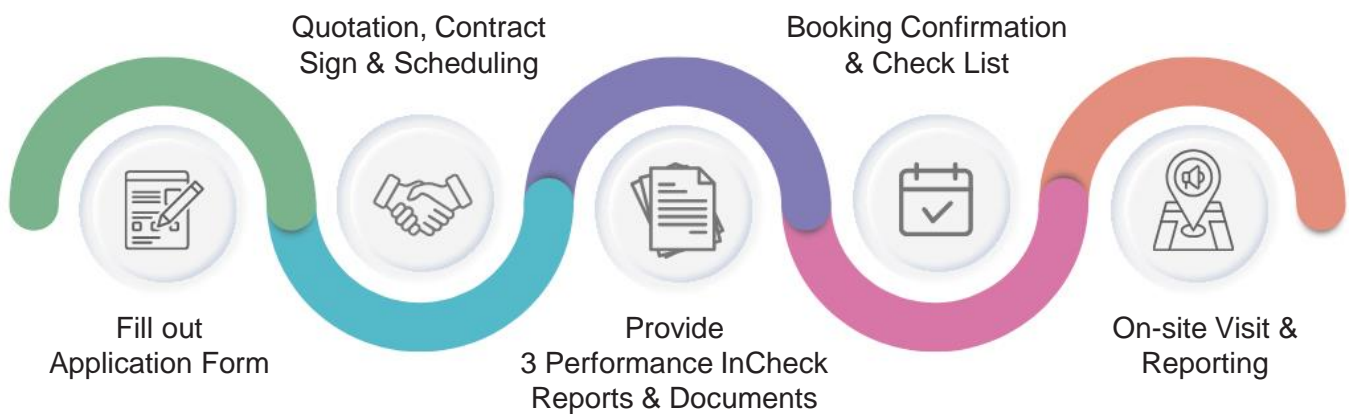 Fill out
Application Form
Quotation, Contract
Sign & Scheduling
Provide
3 Performance InCheck
Reports & Documents
Booking Confirmation
& Check List
On-site Visit &
Reporting